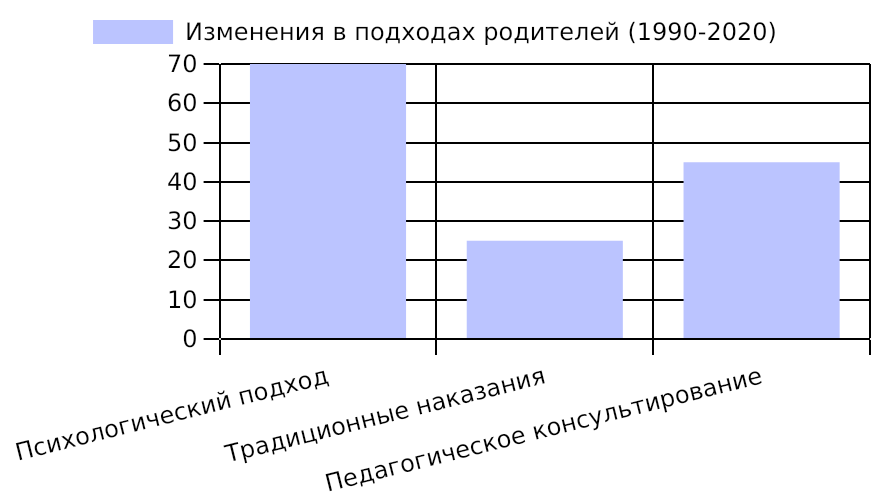 Изменения в подходах родителей (1990-2020)
70
60
50
40
30
20
10
0
Психологический подход
Традиционные наказания
Педагогическое консультирование